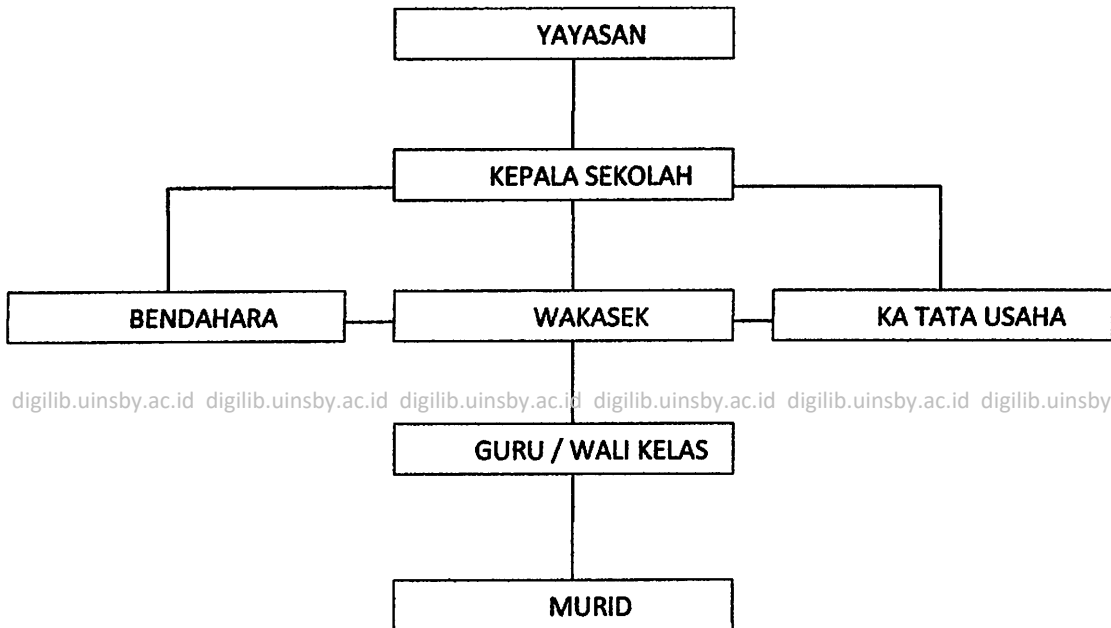 YAYASAN
KEPALA SEKOLAH
BENDAHARA
WAKASEK
KA TATA USAHA
digilib.uinsby.ac.id digilib.uinsby.ac.id digilib.uinsby.ac.id digilib.uinsby.ac.id digilib.uinsby.ac.id digilib.uinsby
GURU / WALI KELAS
MURID